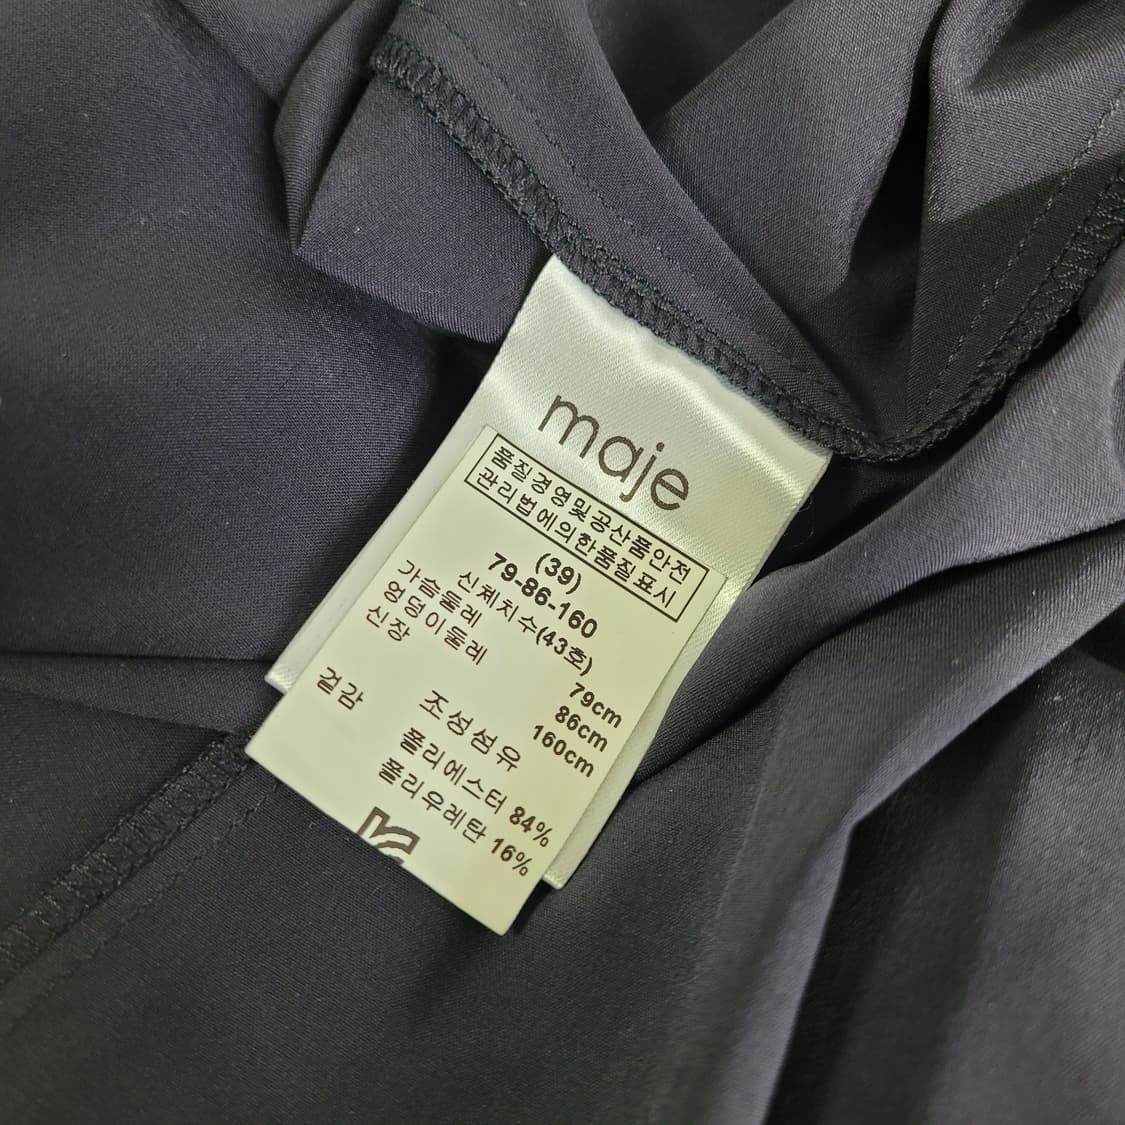 maje
품질경영및공산품안전
관리법에의한품질표시
(39)
79-86-160
신체치수(43호)
가슴둘레 79cm
엉덩이둘레 86cm
신장 160cm
조성섬유
겉감 폴리에스터 84%
폴리우레탄 16%